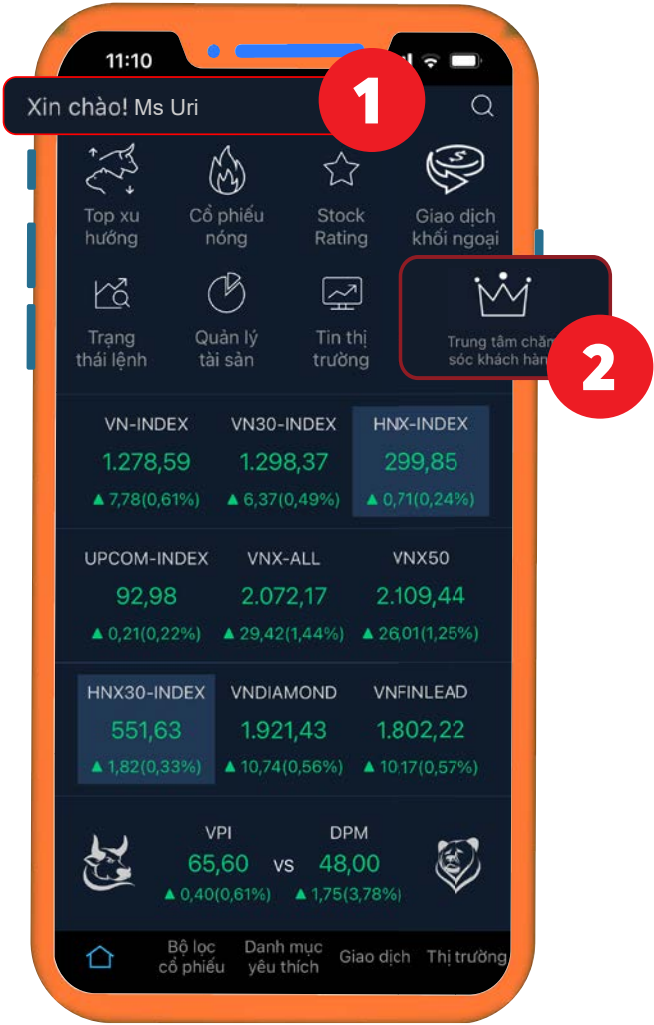 11:10
Xin chào! Ms Uri
1
Top xu
hướng
Cổ phiếu
nóng
Stock
Rating
Giao dịch
khối ngoại
Trạng
thái lệnh
Quản lý
tài sản
Tin thị
trường
Trung tâm chăm
sóc khách hàn
2
VN-INDEX
1.278,59
▲ 7,78(0,61%)
VN30-INDEX
1.298,37
▲ 6,37(0,49%)
HNX-INDEX
299,85
▲ 0,71(0,24%)
UPCOM-INDEX
92,98
▲ 0,21(0,22%)
VNX-ALL
2.072,17
▲ 29,42(1,44%)
VNX50
2.109,44
▲ 26,01(1,25%)
HNX30-INDEX
551,63
▲ 1,82(0,33%)
VNDIAMOND
1.921,43
▲ 10,74(0,56%)
VNFINLEAD
1.802,22
▲ 10,17(0,57%)
VPI
65,60
▲ 0,40(0,61%)
vs
DPM
48,00
▲ 1,75(3,78%)
Bộ lọc
cổ phiếu
Danh mục
yêu thích
Giao dịch
Thị trường